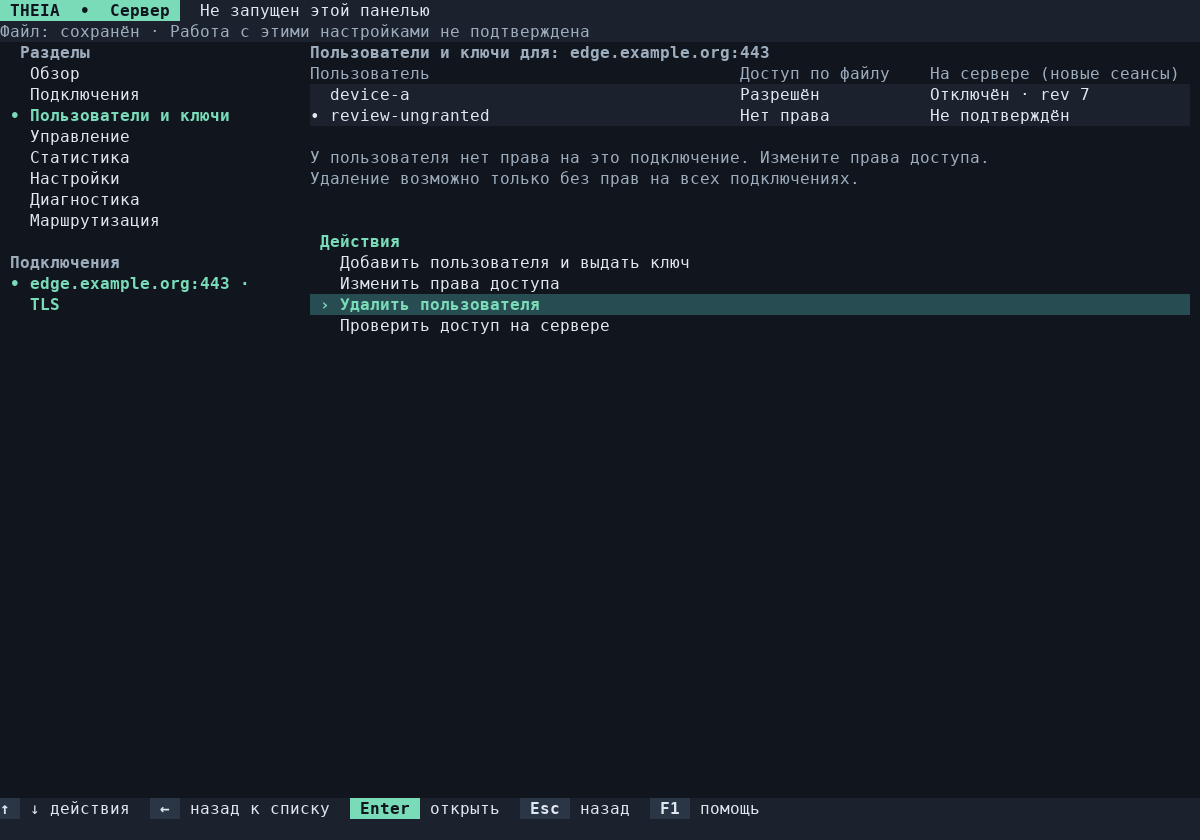 THEIA • Сервер Не запущен этой панелью
Файл: сохранён · Работа с этими настройками не подтверждена
Разделы
Обзор
Подключения
• Пользователи и ключи
Управление
Статистика
Настройки
Диагностика
Маршрутизация
Подключения
• edge.example.org:443 ·
TLS
Пользователи и ключи для: edge.example.org:443
Пользователь Доступ по файлу На сервере (новые сеансы)
device-a Разрешён Отключён · rev 7
• review-ungranted Нет права Не подтверждён
У пользователя нет права на это подключение. Измените права доступа.
Удаление возможно только без прав на всех подключениях.
Действия
Добавить пользователя и выдать ключ
Изменить права доступа
› Удалить пользователя
Проверить доступ на сервере
↑ ↓ действия ← назад к списку Enter открыть Esc назад F1 помощь